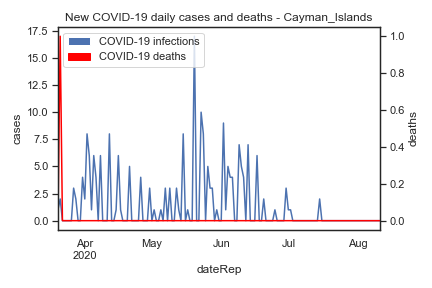 New COVID-19 daily cases and deaths - Cayman_Islands
COVID-19 infections
COVID-19 deaths
17.5
15.0
12.5
10.0
7.5
5.0
2.5
0.0
cases
1.0
0.8
0.6
0.4
0.2
0.0
deaths
Apr May Jun Jul Aug
2020
dateRep